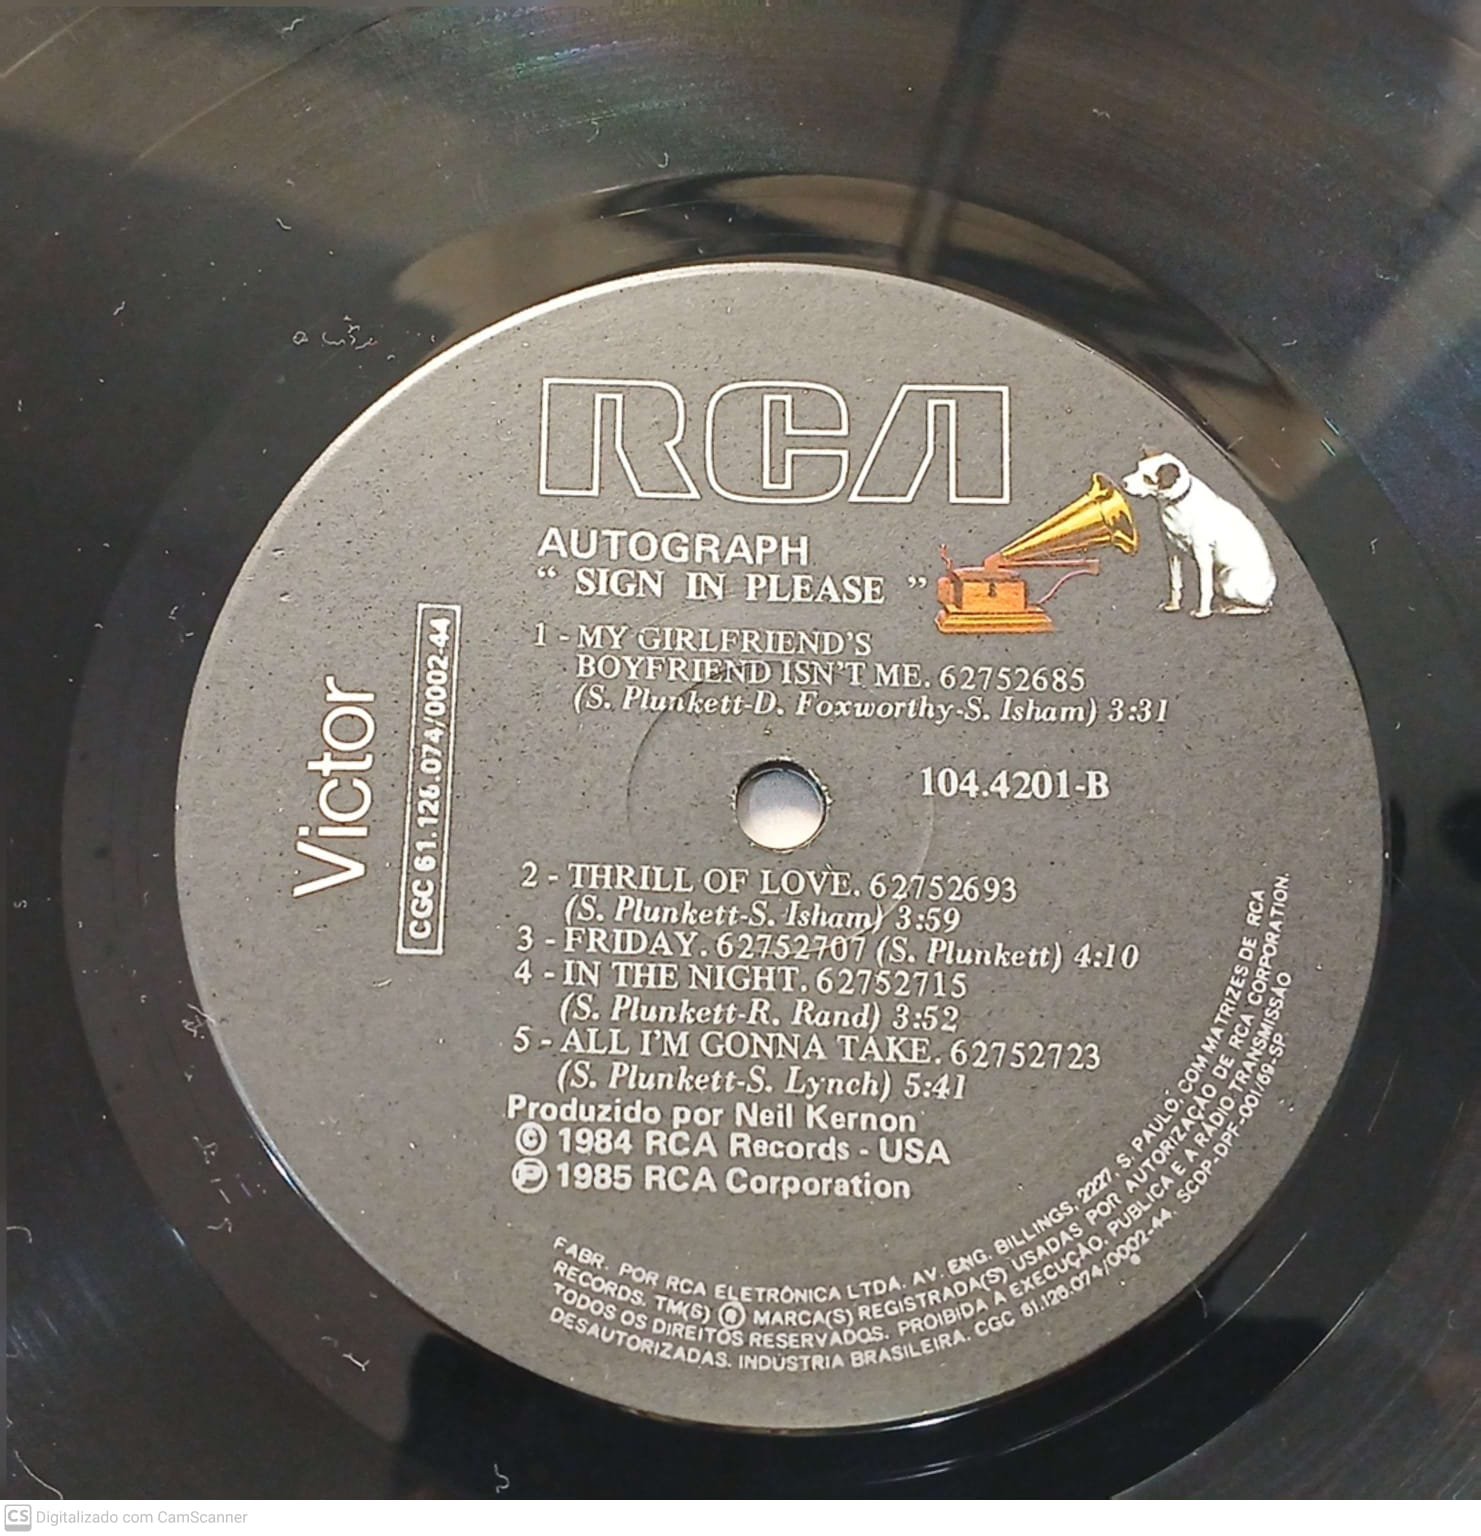 RCA
AUTOGRAPH
“ SIGN IN PLEASE ”
1 - MY GIRLFRIEND'S
BOYFRIEND ISN'T ME. 62752685
(S. Plunkett-D. Foxworthy-S. Isham) 3:31
Victor
CGC 61.126.074/0002-44
104.4201-B
2 - THRILL OF LOVE. 62752693
(S. Plunkett-S. Isham) 3:59
3 - FRIDAY. 62752707 (S. Plunkett) 4:10
4 - IN THE NIGHT. 62752715
(S. Plunkett-R. Rand) 3:52
5 - ALL I'M GONNA TAKE. 62752723
(S. Plunkett-S. Lynch) 5:41
Produzido por Neil Kernon
© 1984 RCA Records - USA
℗ 1985 RCA Corporation
FABR. POR RCA ELETRÔNICA LTDA. AV. ENG. BILLINGS, 2227. S. PAULO, COM MATRIZES DE RCA
RECORDS. TM(S) ® MARCA(S) REGISTRADA(S) USADAS POR AUTORIZAÇÃO DE RCA CORPORATION.
TODOS OS DIREITOS RESERVADOS. PROIBIDA A EXECUÇÃO. PUBLICA E A RÁDIO TRANSMISSÃO
DESAUTORIZADAS. INDÚSTRIA BRASILEIRA. CGC 61.126.074/0002-44. SCDP-DPF-001/69-SP
CS Digitalizado com CamScanner